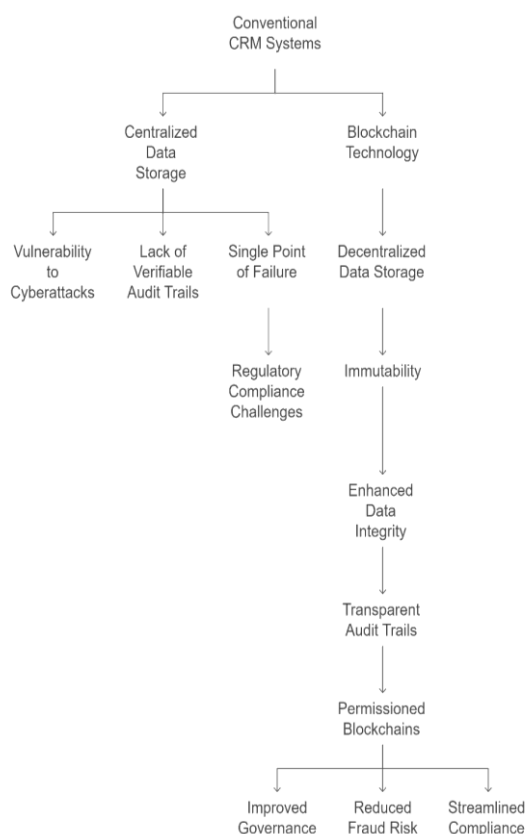 Conventional
CRM Systems
Centralized
Data
Storage
Blockchain
Technology
Vulnerability
to
Cyberattacks
Lack of
Verifiable
Audit Trails
Single Point
of Failure
Decentralized
Data Storage
Regulatory
Compliance
Challenges
Immutability
Enhanced
Data
Integrity
Transparent
Audit Trails
Permissioned
Blockchains
Improved
Governance
Reduced
Fraud Risk
Streamlined
Compliance